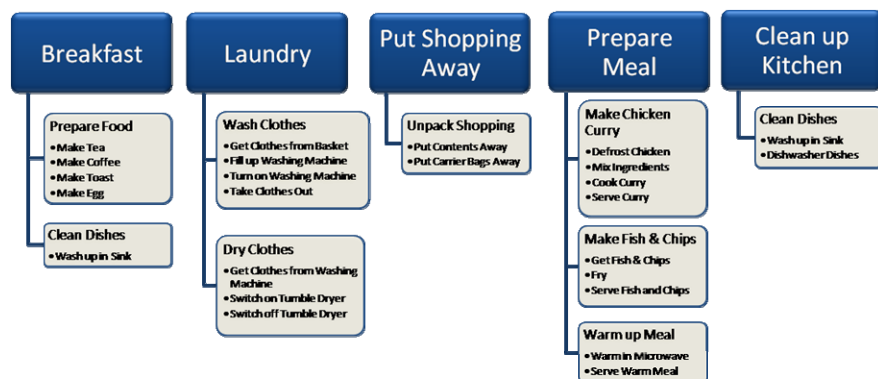 Breakfast
Prepare Food
• Make Tea
• Make Coffee
• Make Toast
• Make Egg
Clean Dishes
• Wash up in Sink
Laundry
Wash Clothes
• Get Clothes from Basket
• Fill up Washing Machine
• Turn on Washing Machine
• Take Clothes Out
Dry Clothes
• Get Clothes from Washing
Machine
• Switch on Tumble Dryer
• Switch off Tumble Dryer
Put Shopping
Away
Unpack Shopping
• Put Contents Away
• Put Carrier Bags Away
Prepare
Meal
Make Chicken
Curry
• Defrost Chicken
• Mix Ingredients
• Cook Curry
• Serve Curry
Make Fish & Chips
• Get Fish & Chips
• Fry
• Serve Fish and Chips
Warm up Meal
• Warm in Microwave
• Serve Warm Meal
Clean up
Kitchen
Clean Dishes
• Wash up in Sink
• Dishwasher Dishes